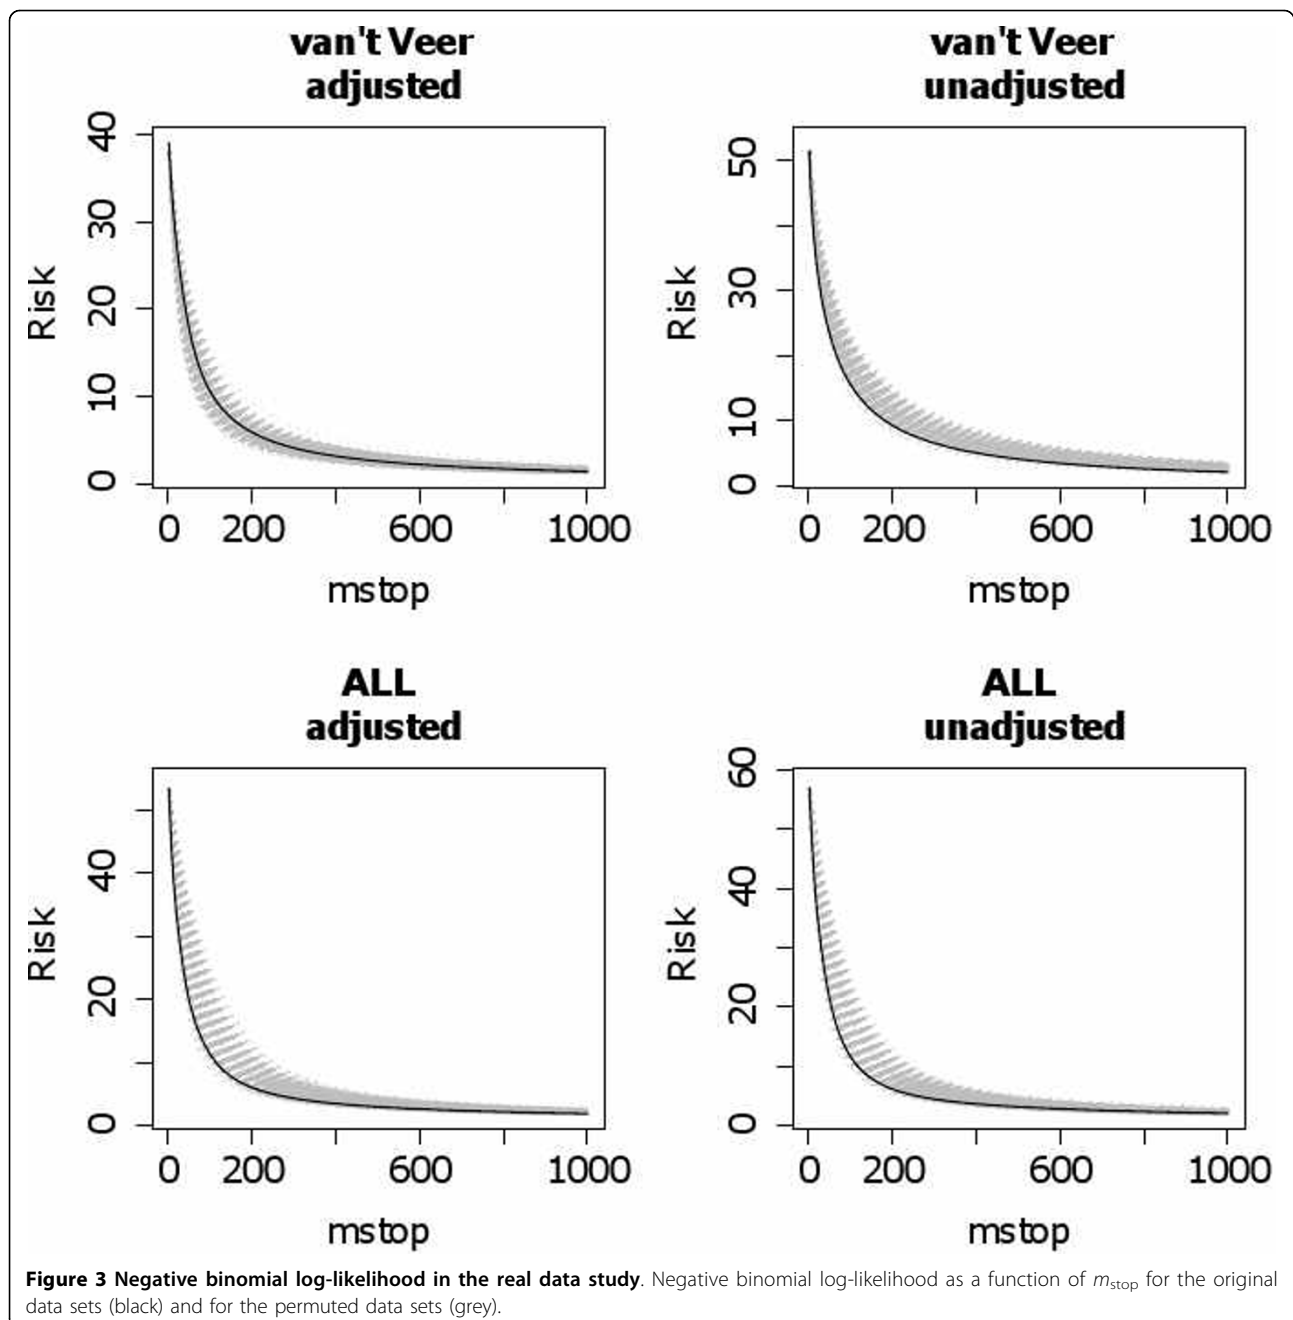 van't Veer
adjusted
van't Veer
unadjusted
40
30
20
10
0
Risk
0 200 600 1000
mstop
50
30
10
0
Risk
0 200 600 1000
mstop
ALL
adjusted
ALL
unadjusted
40
20
0
Risk
0 200 600 1000
mstop
60
40
20
0
Risk
0 200 600 1000
mstop
Figure 3 Negative binomial log-likelihood in the real data study. Negative binomial log-likelihood as a function of mstop for the original
data sets (black) and for the permuted data sets (grey).